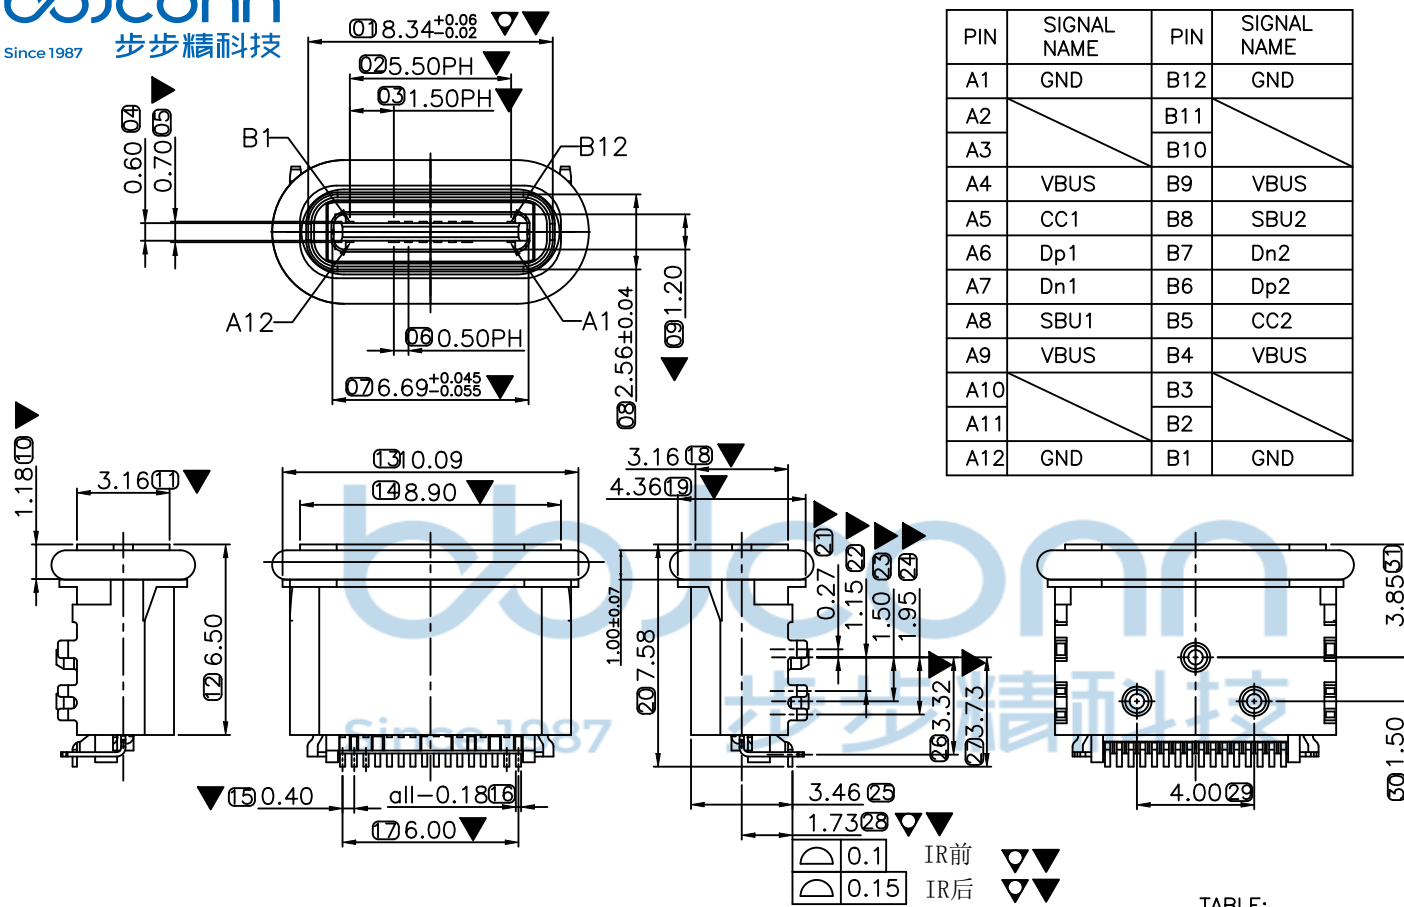 bbJconn
Since 1987 步步精科技
01 8.34 +0.06 -0.02
02 5.50PH
03 1.50PH
0.60 04
0.70 05
B1
B12
A12
A1
06 0.50PH
07 6.69 +0.045 -0.055
08 2.56±0.04
09 1.20
PIN SIGNAL NAME PIN SIGNAL NAME
A1 GND B12 GND
A2 B11
A3 B10
A4 VBUS B9 VBUS
A5 CC1 B8 SBU2
A6 Dp1 B7 Dn2
A7 Dn1 B6 Dp2
A8 SBU1 B5 CC2
A9 VBUS B4 VBUS
A10 B3
A11 B2
A12 GND B1 GND
1.18 10
3.16 11
12 6.50
13 10.09
14 8.90
15 0.40
all-0.18 16
17 6.00
3.16 18
4.36 19
1.00±0.07
20 7.58
0.27 21
1.15 22
1.50 23
1.95 24
26 3.32
27 3.73
3.46 25
1.73 28
0.1 IR前
0.15 IR后
3.85 31
30 1.50
4.00 29
bbJconn
步步精科技
Since 1987
TABLE: